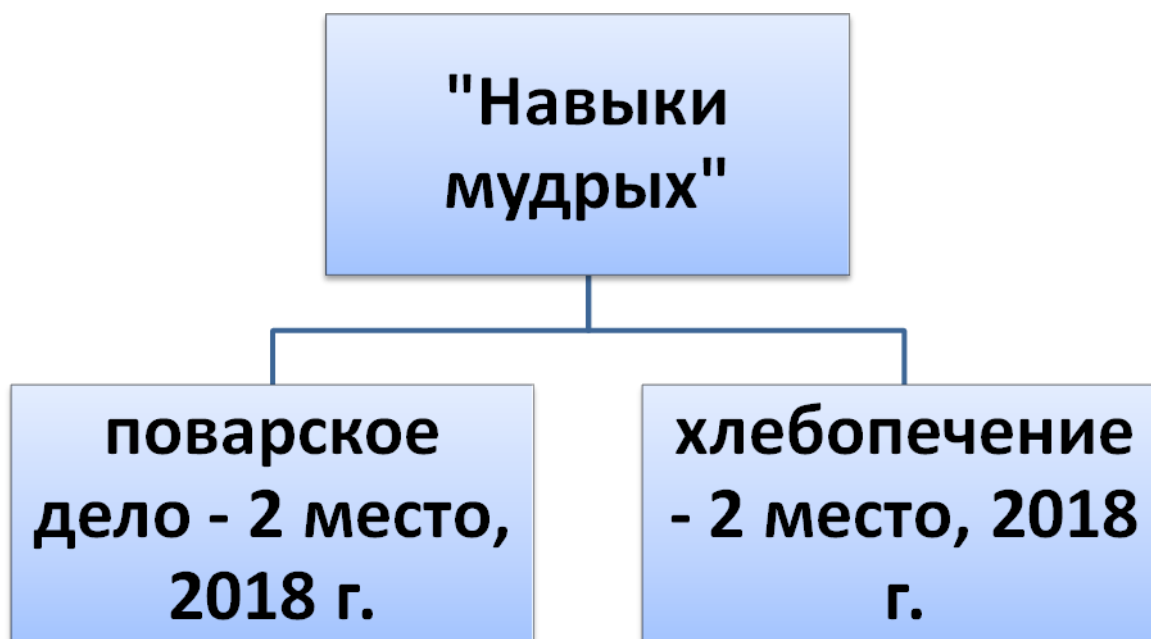 "Навыки
мудрых"
поварское
дело - 2 место,
2018 г.
хлебопечение
- 2 место, 2018
г.